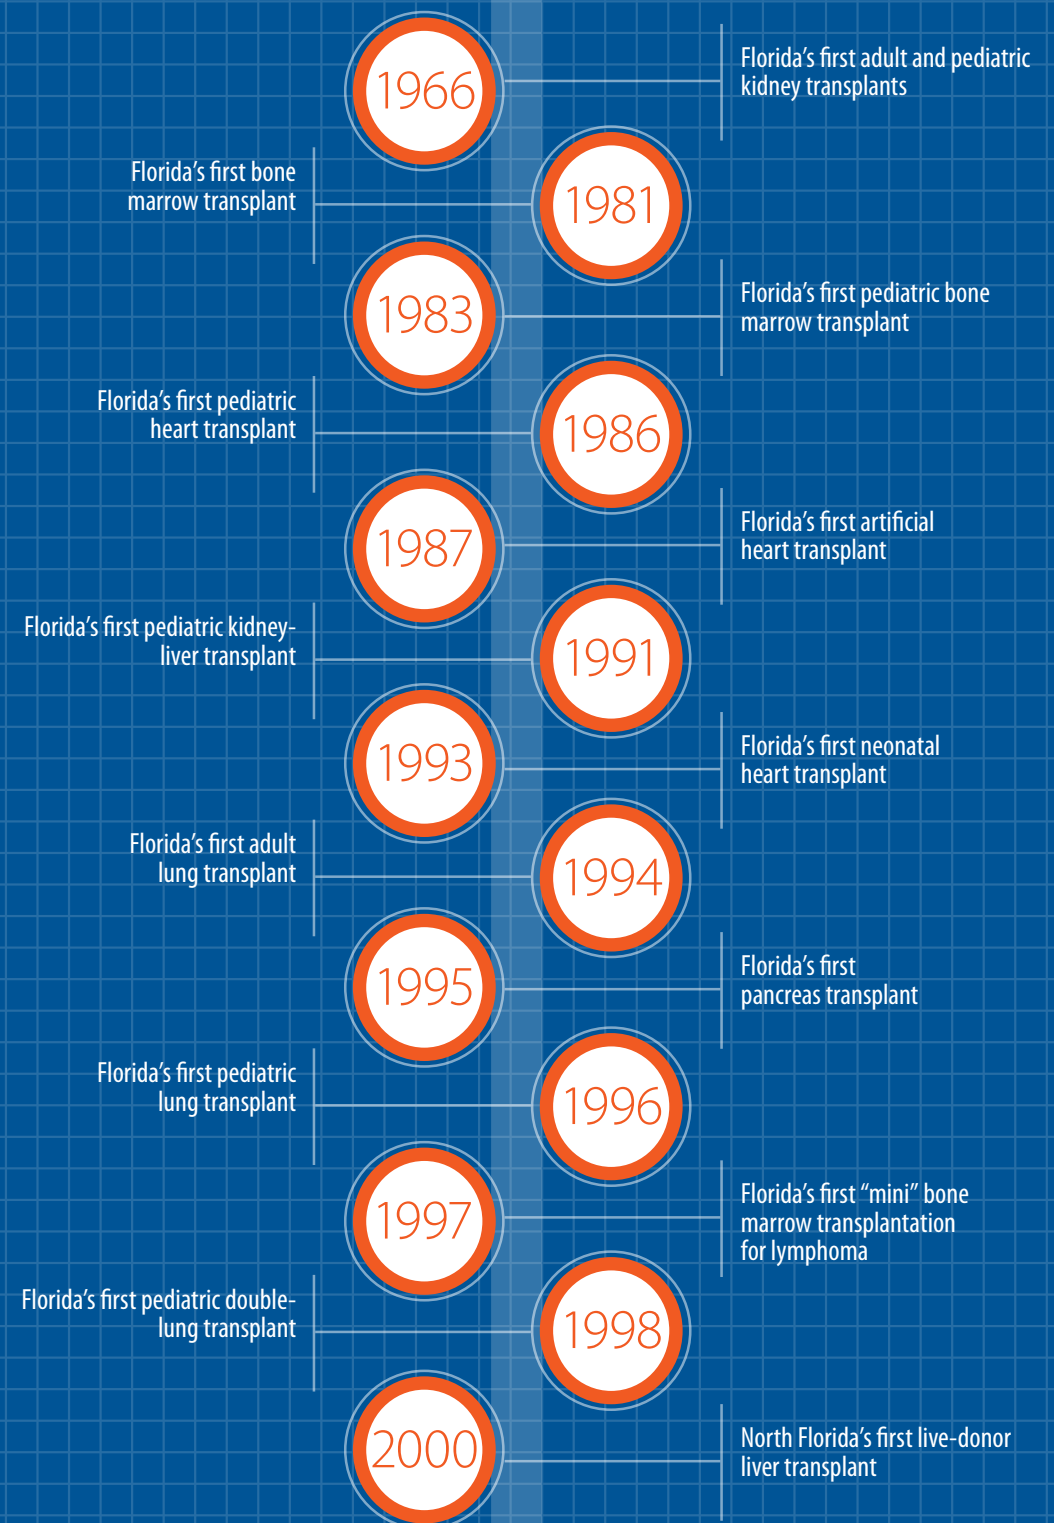 1966
Florida’s first adult and pediatric
kidney transplants
Florida’s first bone
marrow transplant
1981
1983
Florida’s first pediatric bone
marrow transplant
Florida’s first pediatric
heart transplant
1986
1987
Florida’s first artificial
heart transplant
Florida’s first pediatric kidney-
liver transplant
1991
1993
Florida’s first neonatal
heart transplant
Florida’s first adult
lung transplant
1994
1995
Florida’s first
pancreas transplant
Florida’s first pediatric
lung transplant
1996
1997
Florida’s first “mini” bone
marrow transplantation
for lymphoma
Florida’s first pediatric double-
lung transplant
1998
2000
North Florida’s first live-donor
liver transplant